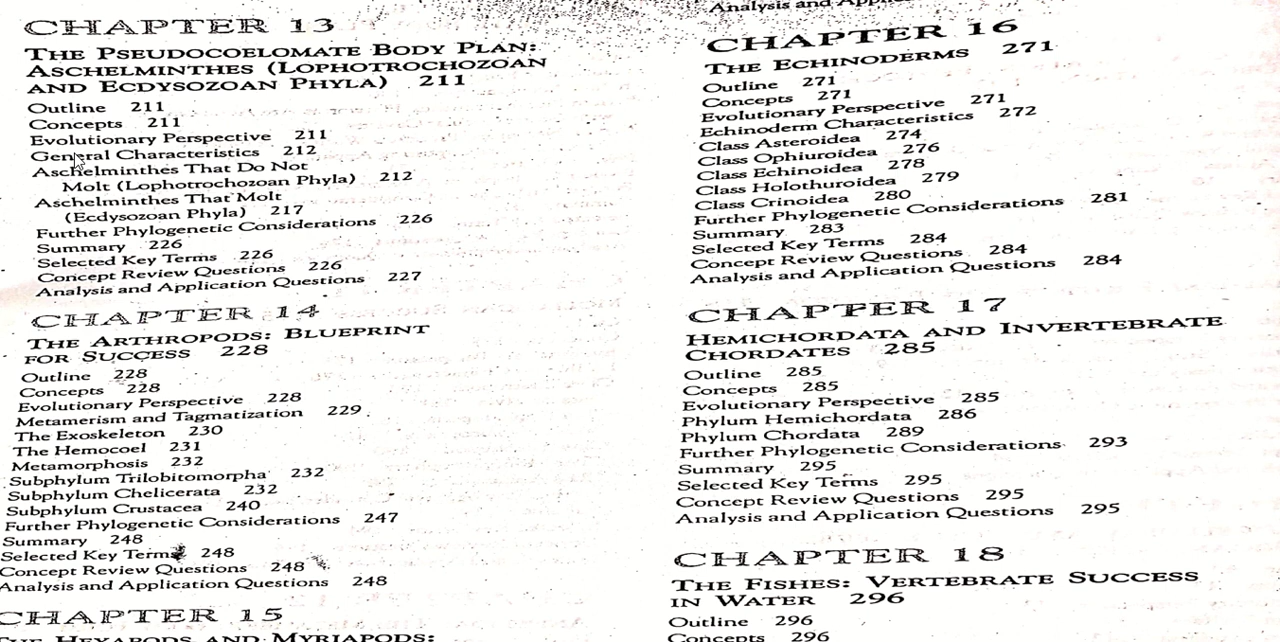 CHAPTER 13
THE PSEUDOCOELOMATE BODY PLAN:
ASCHELMINTHES (LOPHOTROCHOZOAN
AND ECDYSOZOAN PHYLA) 211
Outline 211
Concepts 211
Evolutionary Perspective 211
General Characteristics 212
Aschelminthes That Do Not
Molt (Lophotrochozoan Phyla) 212
Aschelminthes That Molt
(Ecdysozoan Phyla) 217
Further Phylogenetic Considerations 226
Summary 226
Selected Key Terms 226
Concept Review Questions 226
Analysis and Application Questions 227
CHAPTER 14
THE ARTHROPODS: BLUEPRINT
FOR SUCCESS 228
Outline 228
Concepts 228
Evolutionary Perspective 228
Metamerism and Tagmatization 229
The Exoskeleton 230
The Hemocoel 231
Metamorphosis 232
Subphylum Trilobitomorpha 232
Subphylum Chelicerata 232
Subphylum Crustacea 240
Further Phylogenetic Considerations 247
Summary 248
Selected Key Terms 248
Concept Review Questions 248
Analysis and Application Questions 248
CHAPTER 15
THE HEXAPODS AND MYRIAPODS:
Analysis and
CHAPTER 16
THE ECHINODERMS 271
Outline 271
Concepts 271
Evolutionary Perspective 271
Echinoderm Characteristics 272
Class Asteroidea 274
Class Ophiuroidea 276
Class Echinoidea 278
Class Holothuroidea 279
Class Crinoidea 280
Further Phylogenetic Considerations 281
Summary 283
Selected Key Terms 284
Concept Review Questions 284
Analysis and Application Questions 284
CHAPTER 17
HEMICHORDATA AND INVERTEBRATE
CHORDATES 285
Outline 285
Concepts 285
Evolutionary Perspective 285
Phylum Hemichordata 286
Phylum Chordata 289
Further Phylogenetic Considerations 293
Summary 295
Selected Key Terms 295
Concept Review Questions 295
Analysis and Application Questions 295
CHAPTER 18
THE FISHES: VERTEBRATE SUCCESS
IN WATER 296
Outline 296
Concepts 296